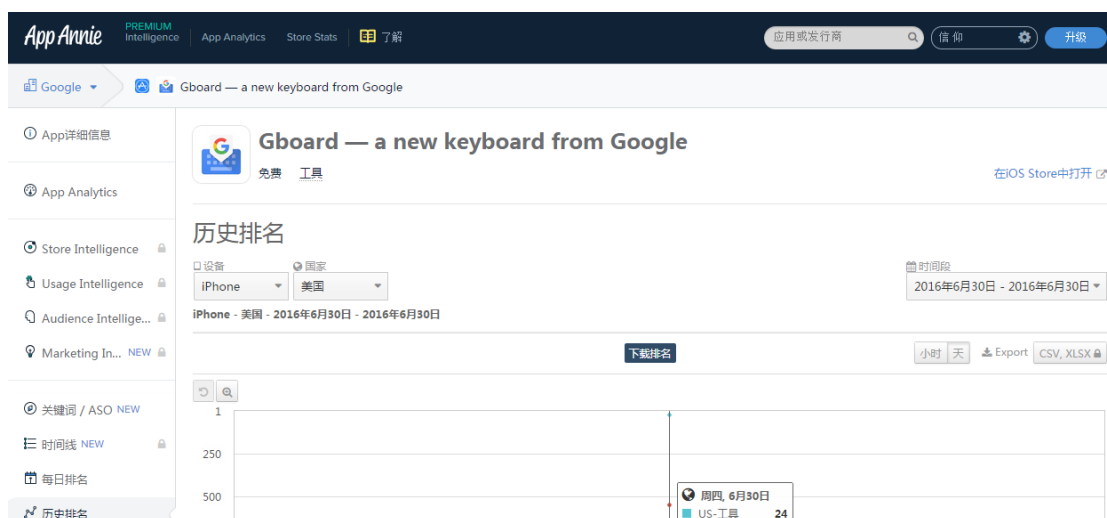 App Annie PREMIUM Intelligence App Analytics Store Stats 了解 应用或发行商 信仰 升级
Google Gboard — a new keyboard from Google
App详细信息
App Analytics
Store Intelligence
Usage Intelligence
Audience Intellige...
Marketing In... NEW
关键词 / ASO NEW
时间线 NEW
每日排名
历史排名
Gboard — a new keyboard from Google
免费 工具
在iOS Store中打开
历史排名
设备 国家 时间段
iPhone 美国 2016年6月30日 - 2016年6月30日
iPhone - 美国 - 2016年6月30日 - 2016年6月30日
下载排名 小时 天 Export CSV, XLSX
1
250
500
周四, 6月30日
US-工具 24